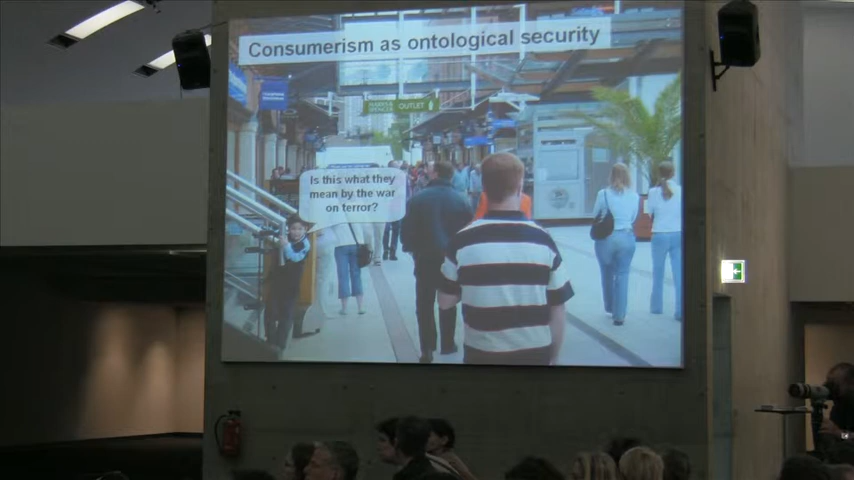 Consumerism as ontological security
OUTLET
Is this what they
mean by the war
on terror?